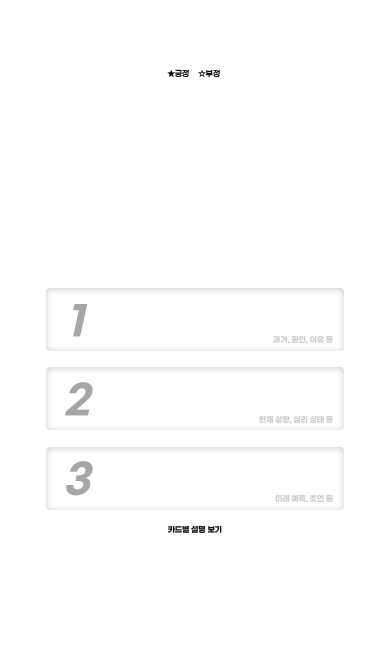 ★긍정 ☆부정
1
과거, 원인, 이유 등
2
현재 상황, 심리 상태 등
3
미래 예측, 조언 등
카드별 설명 보기